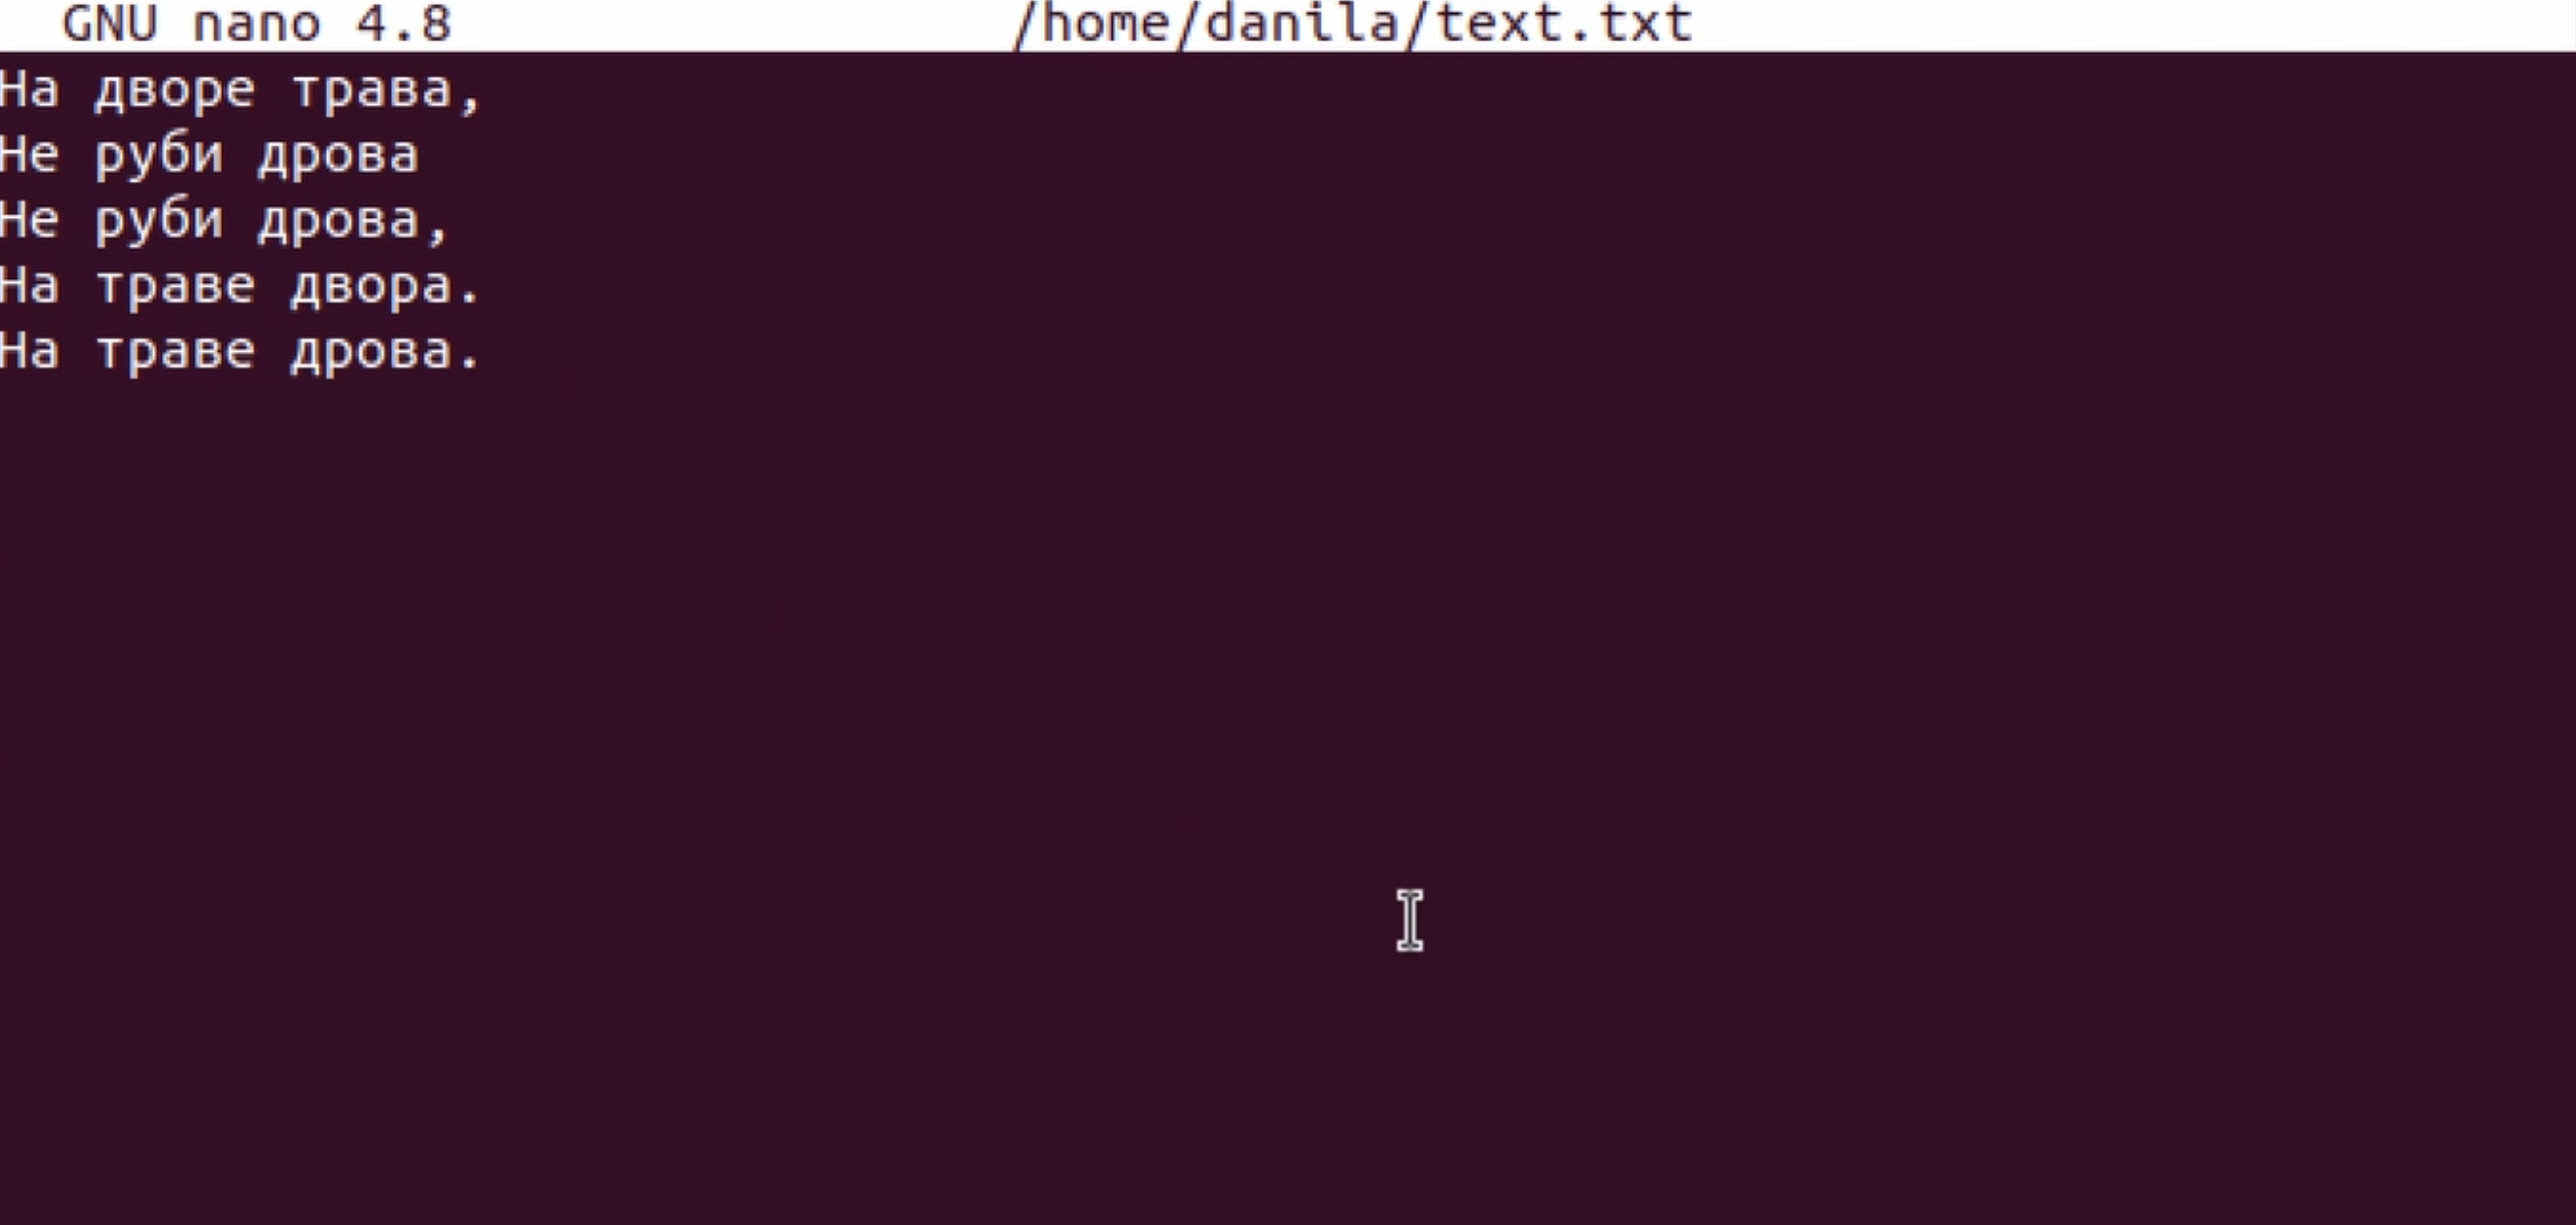 GNU nano 4.8 /home/danila/text.txt
На дворе трава,
Не руби дрова
Не руби дрова,
На траве двора.
На траве дрова.